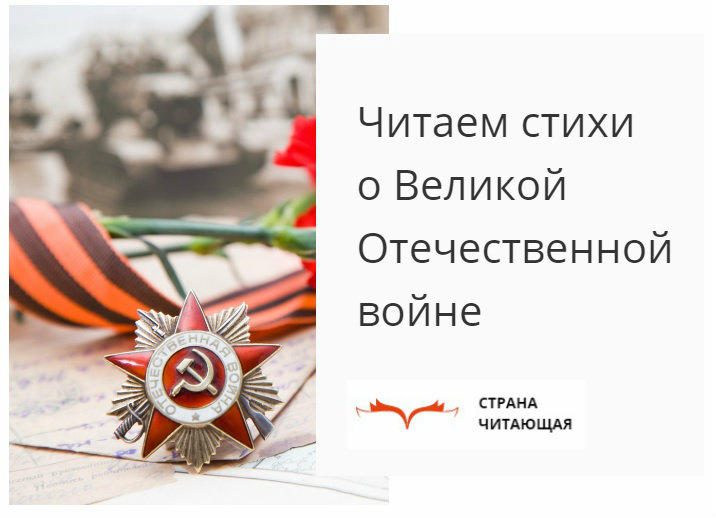 Читаем стихи
о Великой
Отечественной
войне
СТРАНА
ЧИТАЮЩАЯ
ОТЕЧЕСТВЕННАЯ ВОЙНА